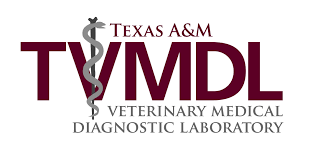 TEXAS A&M
TVMDL
VETERINARY MEDICAL
DIAGNOSTIC LABORATORY